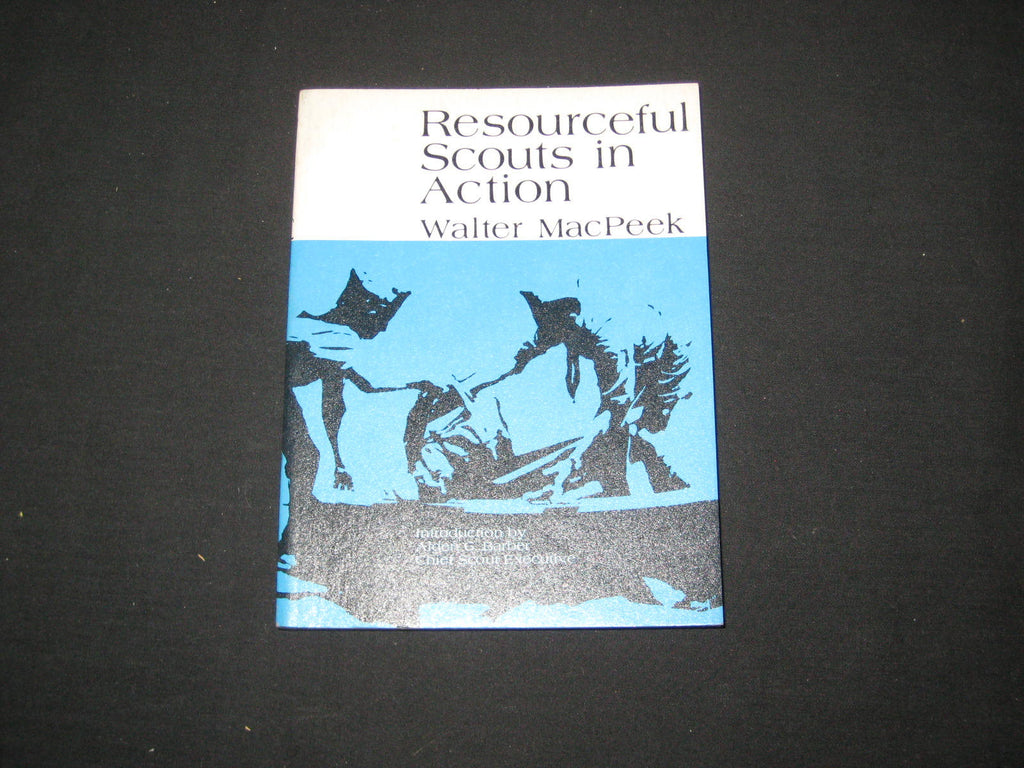 Resourceful
Scouts in
Action
Walter MacPeek
Introduction by
Alden G. Barber
Chief Scout Executive